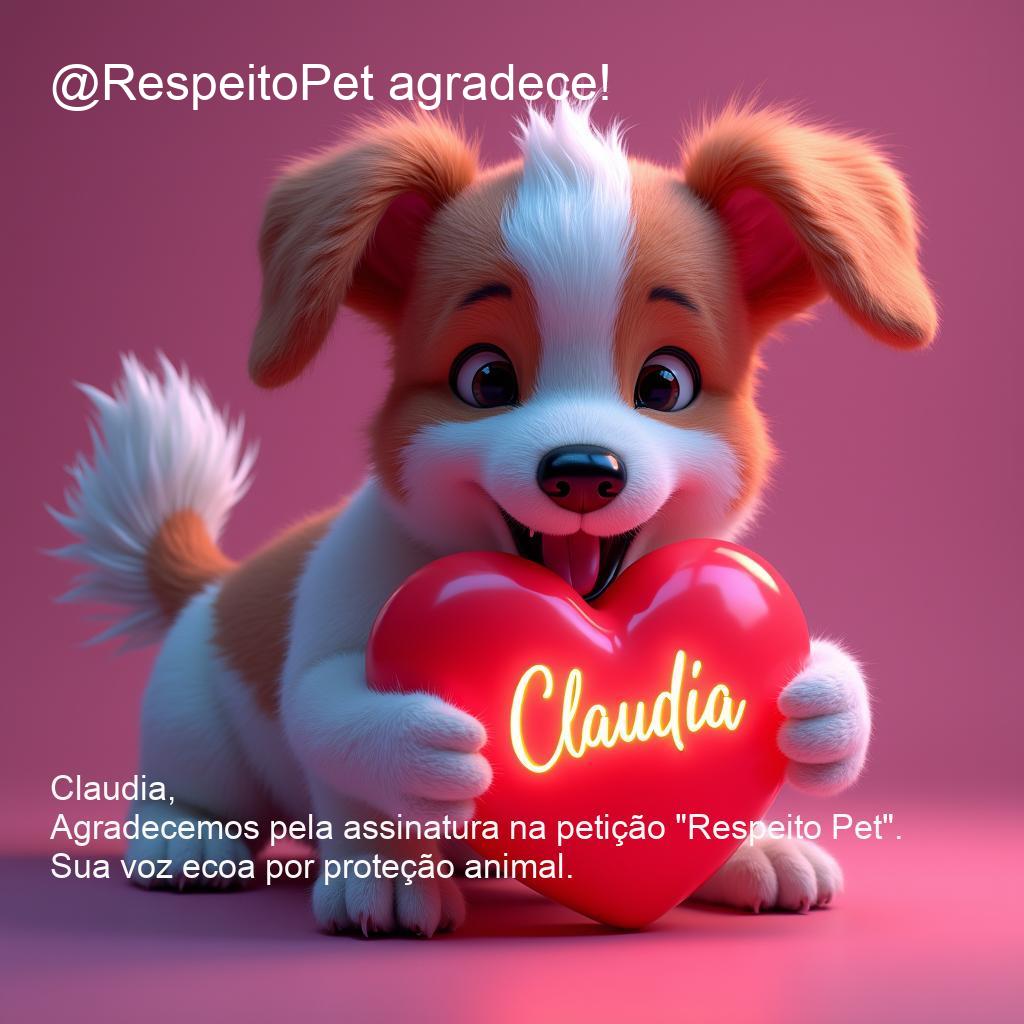 @RespeitoPet agradece!
Claudia
Claudia,
Agradecemos pela assinatura na petição "Respeito Pet".
Sua voz ecoa por proteção animal.